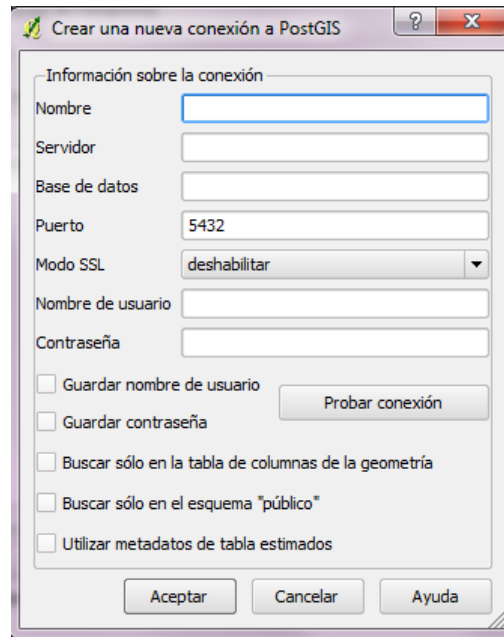 Crear una nueva conexión a PostGIS
Información sobre la conexión
Nombre
Servidor
Base de datos
Puerto 5432
Modo SSL deshabilitar
Nombre de usuario
Contraseña
Guardar nombre de usuario
Probar conexión
Guardar contraseña
Buscar sólo en la tabla de columnas de la geometría
Buscar sólo en el esquema "público"
Utilizar metadatos de tabla estimados
Aceptar Cancelar Ayuda